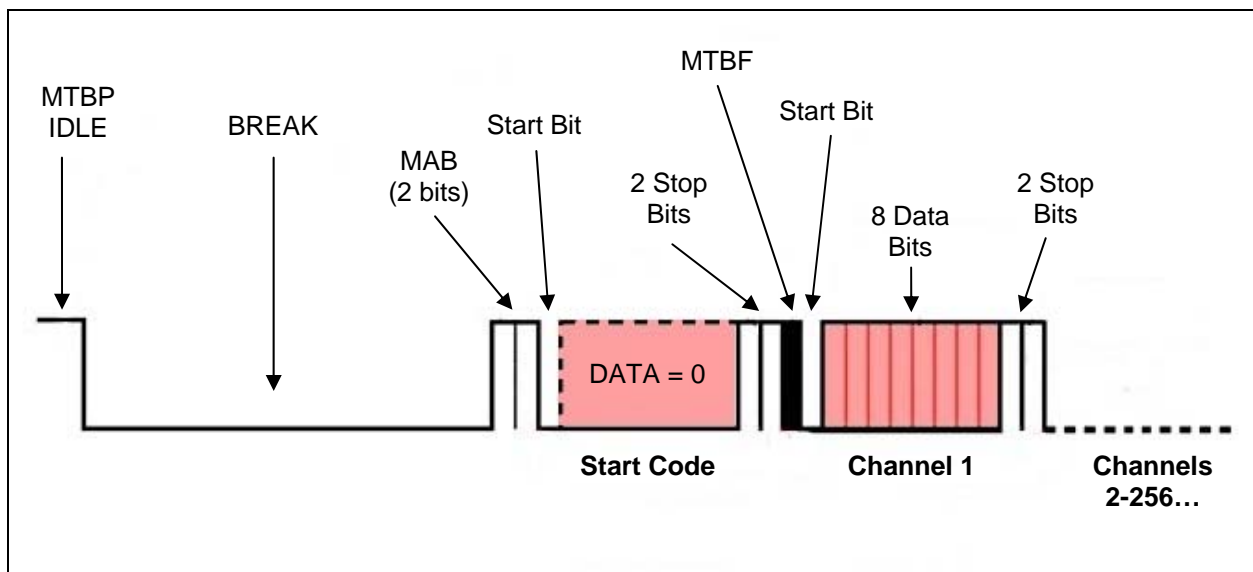 MTBP
IDLE
BREAK
MAB
(2 bits)
Start Bit
2 Stop
Bits
MTBF
Start Bit
8 Data
Bits
2 Stop
Bits
DATA = 0
Start Code
Channel 1
Channels
2-256…